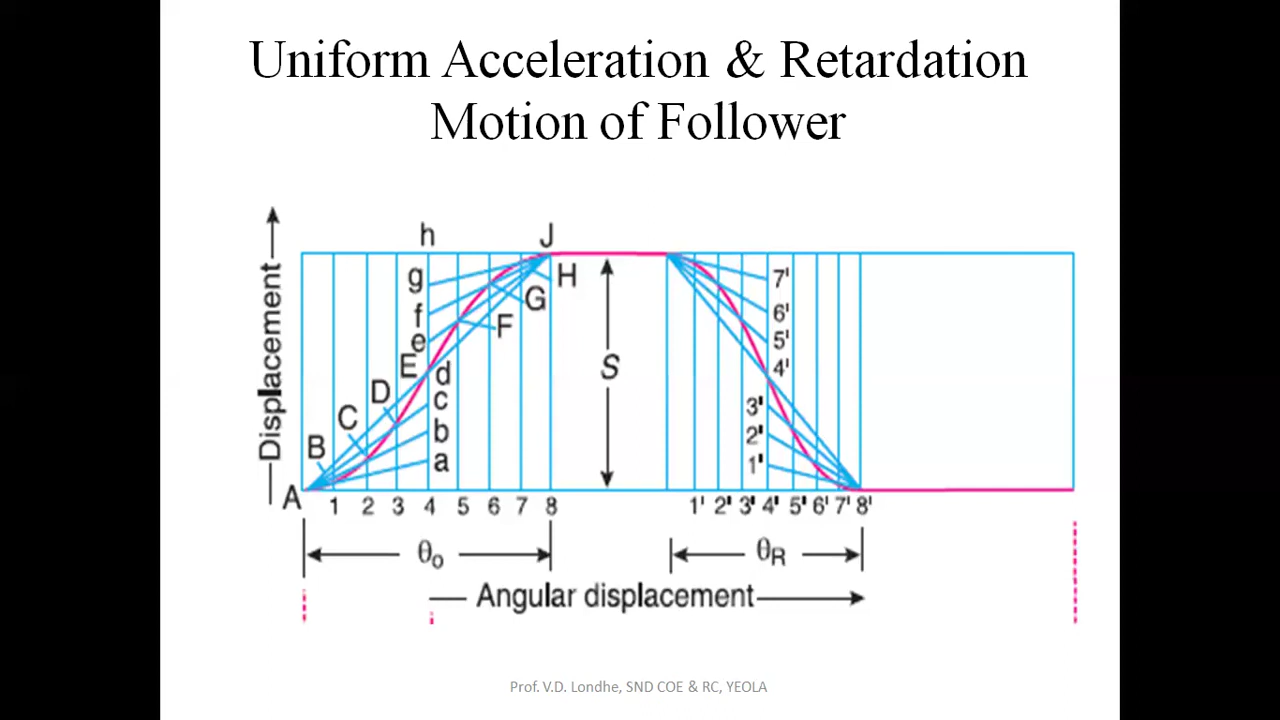 Uniform Acceleration & Retardation
Motion of Follower
Displacement
h J
g H 7'
G
f F 6'
e 5'
E d S 4'
D c 3'
C b 2'
B a 1'
A 1 2 3 4 5 6 7 8 1' 2' 3' 4' 5' 6' 7' 8'
θo θR
Angular displacement
Prof. V.D. Londhe, SND COE & RC, YEOLA